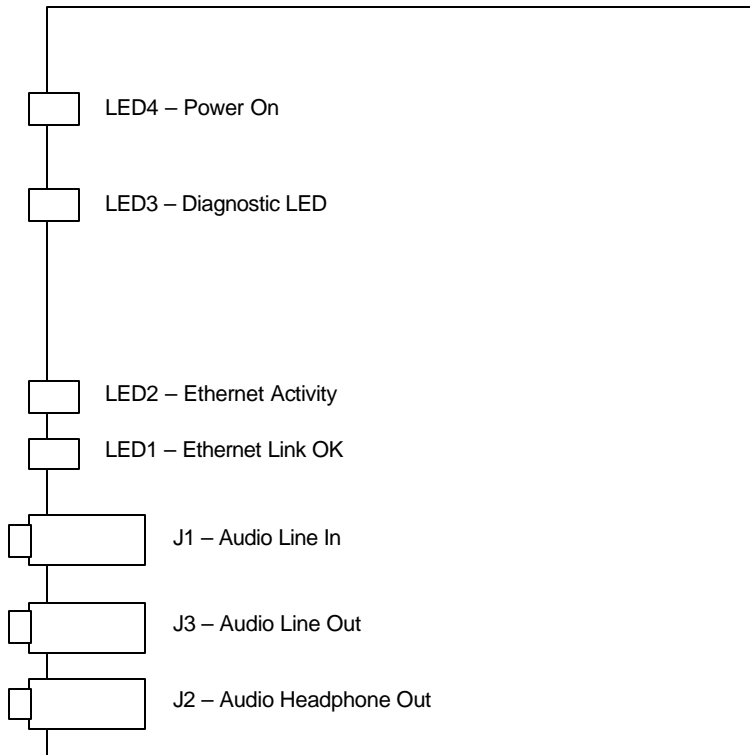 LED4 – Power On
LED3 – Diagnostic LED
LED2 – Ethernet Activity
LED1 – Ethernet Link OK
J1 – Audio Line In
J3 – Audio Line Out
J2 – Audio Headphone Out